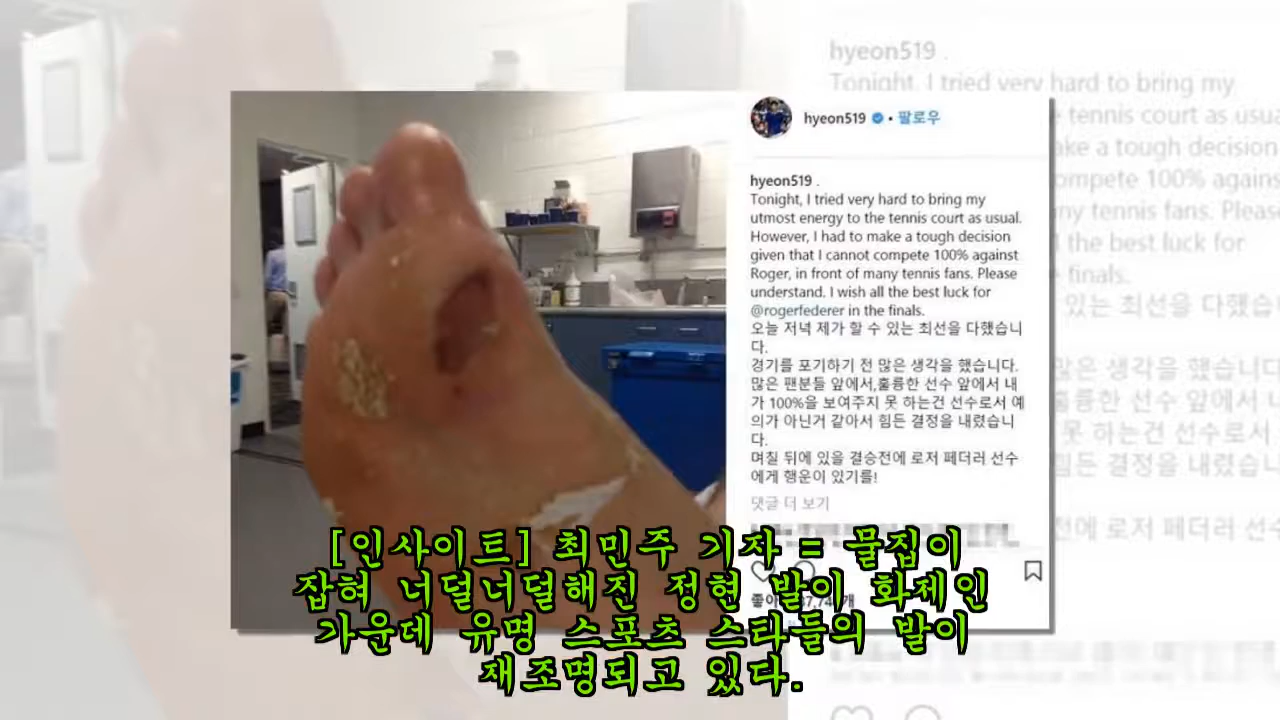 hyeon519 .
Tonight, I tried very hard to bring my
hyeon519 • 팔로우
hyeon519 .
Tonight, I tried very hard to bring my
utmost energy to the tennis court as usual.
However, I had to make a tough decision
given that I cannot compete 100% against
Roger, in front of many tennis fans. Please
understand. I wish all the best luck for
@rogerfederer in the finals.
오늘 저녁 제가 할 수 있는 최선을 다했습니
다.
경기를 포기하기 전 많은 생각을 했습니다.
많은 팬분들 앞에서,훌륭한 선수 앞에서 내
가 100%을 보여주지 못 하는건 선수로서 예
의가 아닌거 같아서 힘든 결정을 내렸습니
다.
며칠 뒤에 있을 결승전에 로저 페더러 선수
에게 행운이 있기를!
댓글 더 보기
[인사이트] 최민주 기자 = 물집이
잡혀 너덜너덜해진 정현 발이 화제인
가운데 유명 스포츠 스타들의 발이
재조명되고 있다.